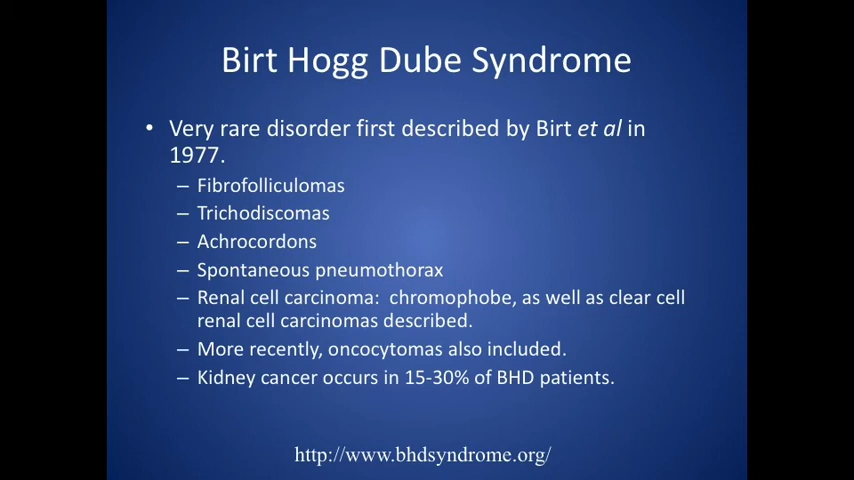 Birt Hogg Dube Syndrome
• Very rare disorder first described by Birt et al in
1977.
– Fibrofolliculomas
– Trichodiscomas
– Achrocordons
– Spontaneous pneumothorax
– Renal cell carcinoma:  chromophobe, as well as clear cell
renal cell carcinomas described.
– More recently, oncocytomas also included.
– Kidney cancer occurs in 15-30% of BHD patients.
http://www.bhdsyndrome.org/